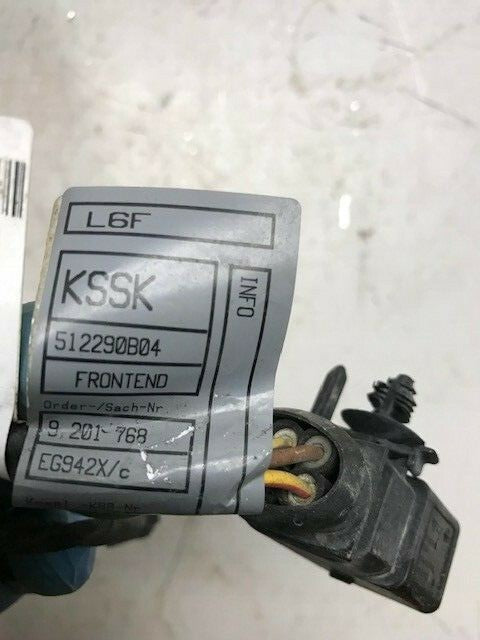 L6F
KSSK
INFO
512290B04
FRONTEND
Order-/Sach-Nr.
9 201 768
EG942X/c